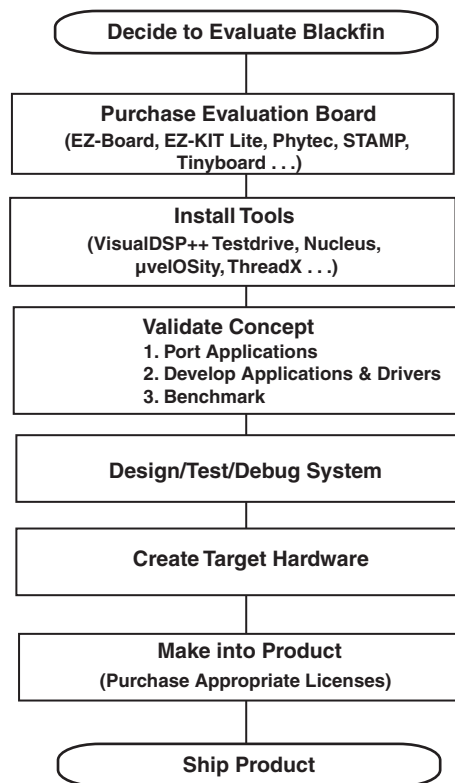 Decide to Evaluate Blackfin
Purchase Evaluation Board
(EZ-Board, EZ-KIT Lite, Phytec, STAMP,
Tinyboard . . .)
Install Tools
(VisualDSP++ Testdrive, Nucleus,
µvelOSity, ThreadX . . .)
Validate Concept
1. Port Applications
2. Develop Applications & Drivers
3. Benchmark
Design/Test/Debug System
Create Target Hardware
Make into Product
(Purchase Appropriate Licenses)
Ship Product